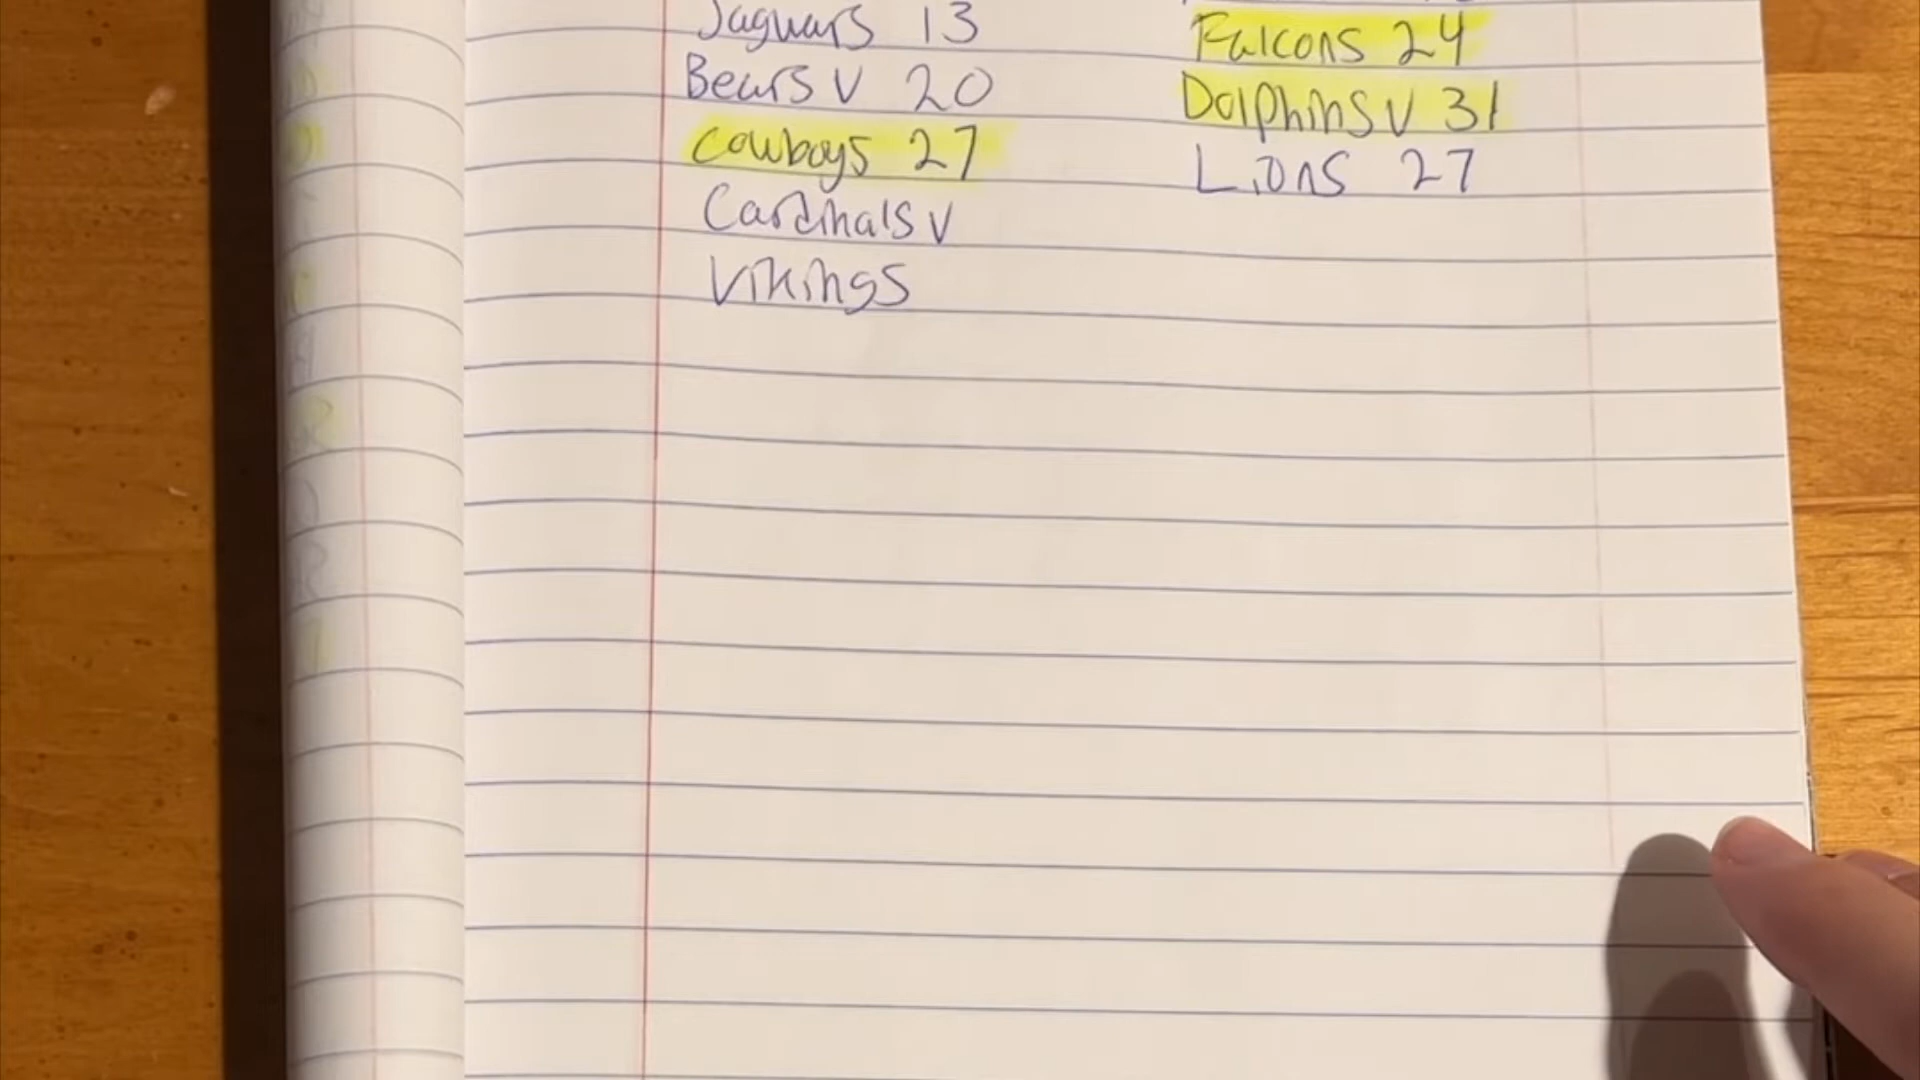 Jaguars 13
Bears v 20
Cowboys 27
Cardinals v
Vikings
Falcons 24
Dolphins v 31
Lions 27